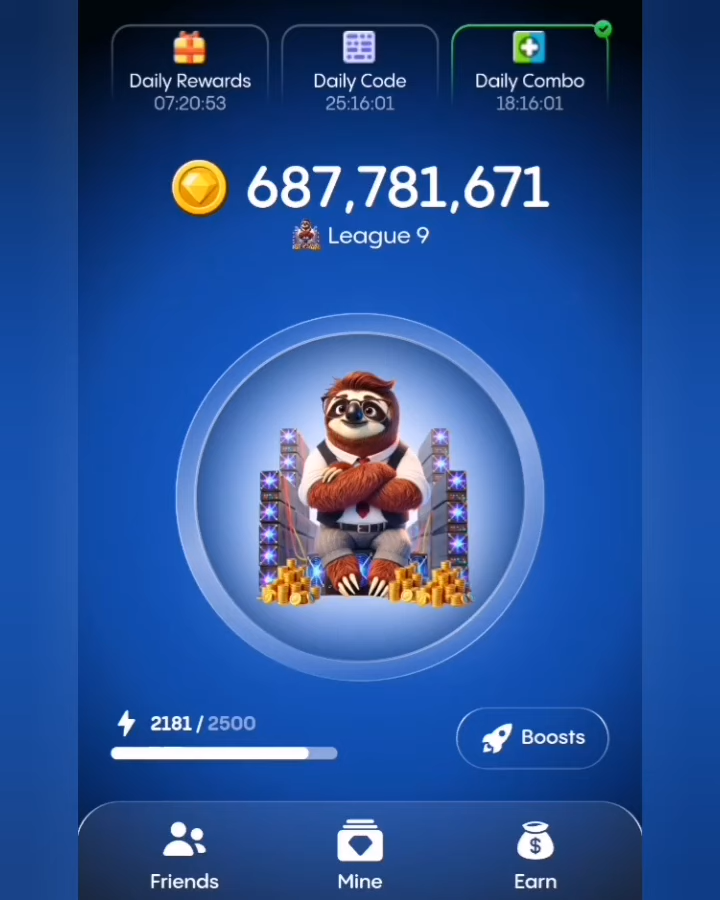 Daily Rewards
07:20:53
Daily Code
25:16:01
Daily Combo
18:16:01
687,781,671
League 9
2181 / 2500
Boosts
Friends
Mine
Earn